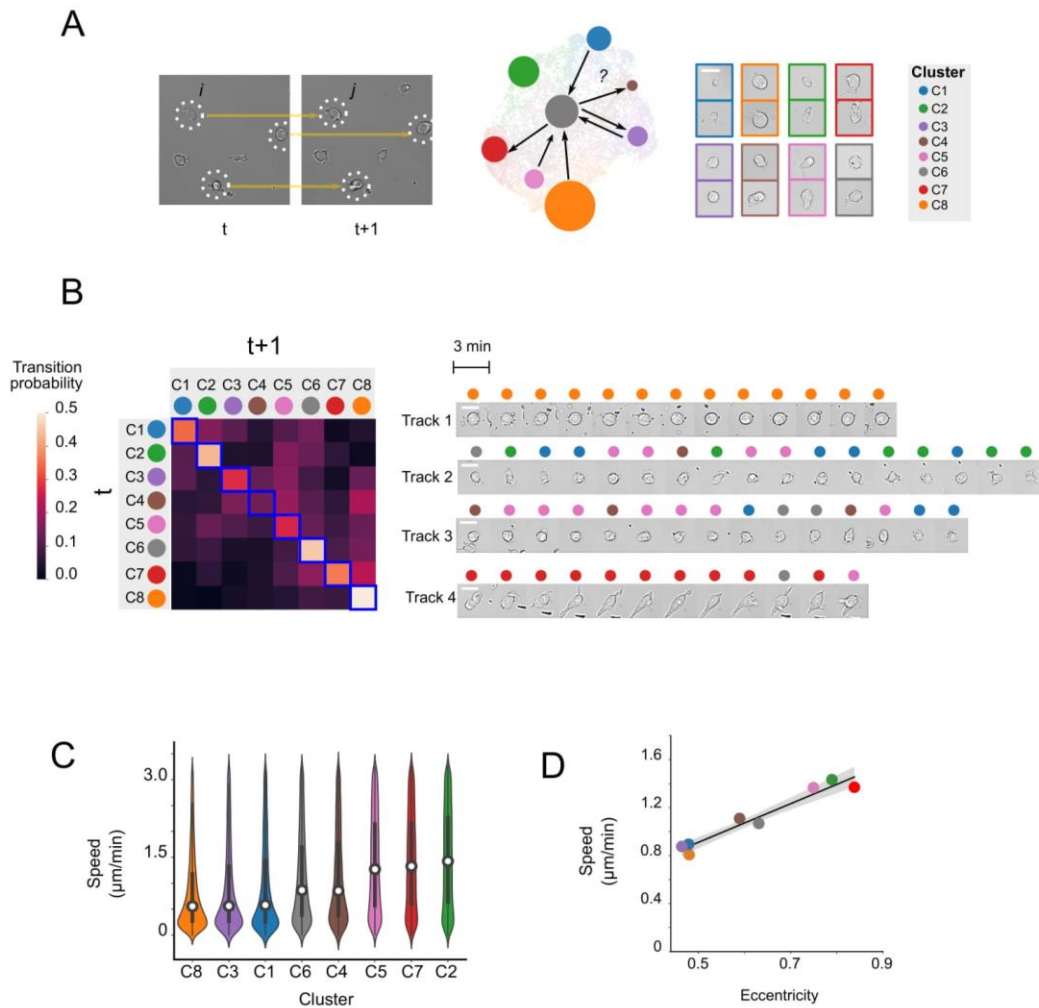 A
i
j
t
t+1
?
Cluster
C1
C2
C3
C4
C5
C6
C7
C8
B
Transition
probability
0.5
0.4
0.3
0.2
0.1
0.0
t+1
C1 C2 C3 C4 C5 C6 C7 C8
t
C1
C2
C3
C4
C5
C6
C7
C8
3 min
Track 1
Track 2
Track 3
Track 4
C
Speed
(µm/min)
3.0
1.5
0
C8 C3 C1 C6 C4 C5 C7 C2
Cluster
D
Speed
(µm/min)
1.6
1.2
0.8
0.4
0
0.5 0.7 0.9
Eccentricity